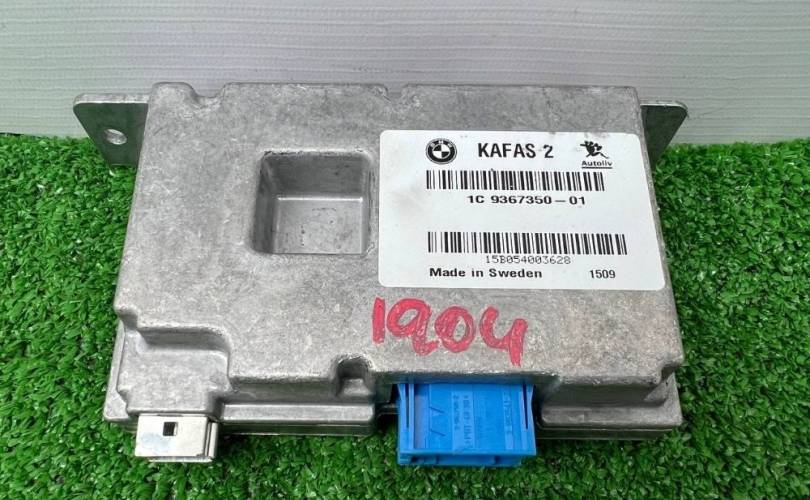 KAFAS 2
Autoliv
1C 9367350-01
15B054003628
Made in Sweden 1509
1904